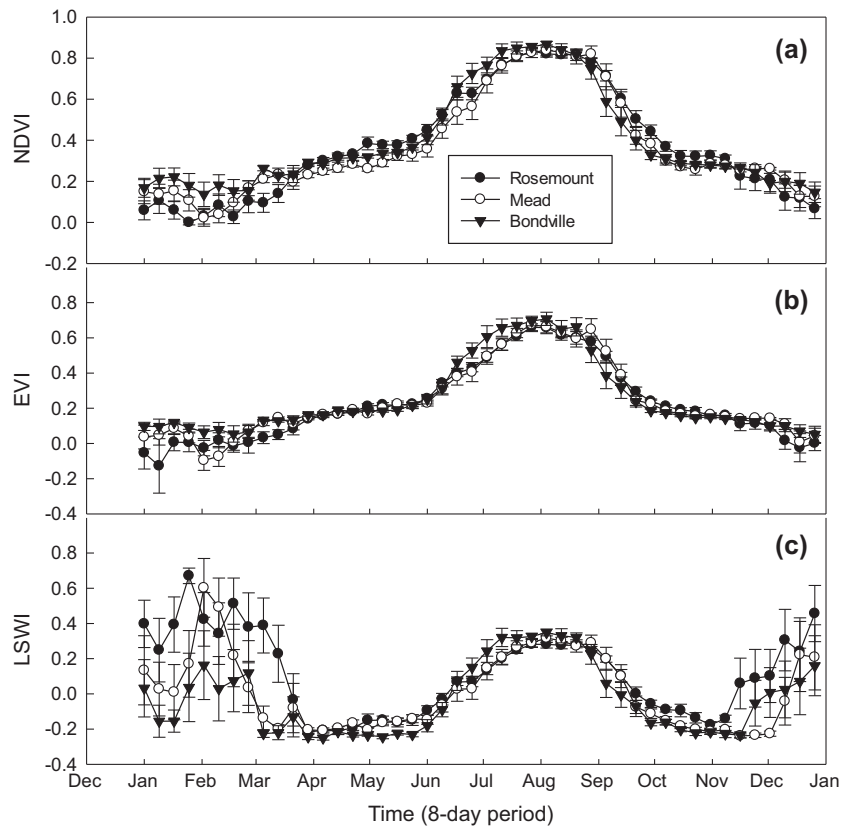 1.0
0.8
0.6
0.4
0.2
0.0
-0.2
NDVI
(a)
Rosemount
Mead
Bondville
0.8
0.6
0.4
0.2
0.0
-0.2
-0.4
EVI
(b)
0.8
0.6
0.4
0.2
0.0
-0.2
-0.4
LSWI
(c)
Dec Jan Feb Mar Apr May Jun Jul Aug Sep Oct Nov Dec Jan
Time (8-day period)